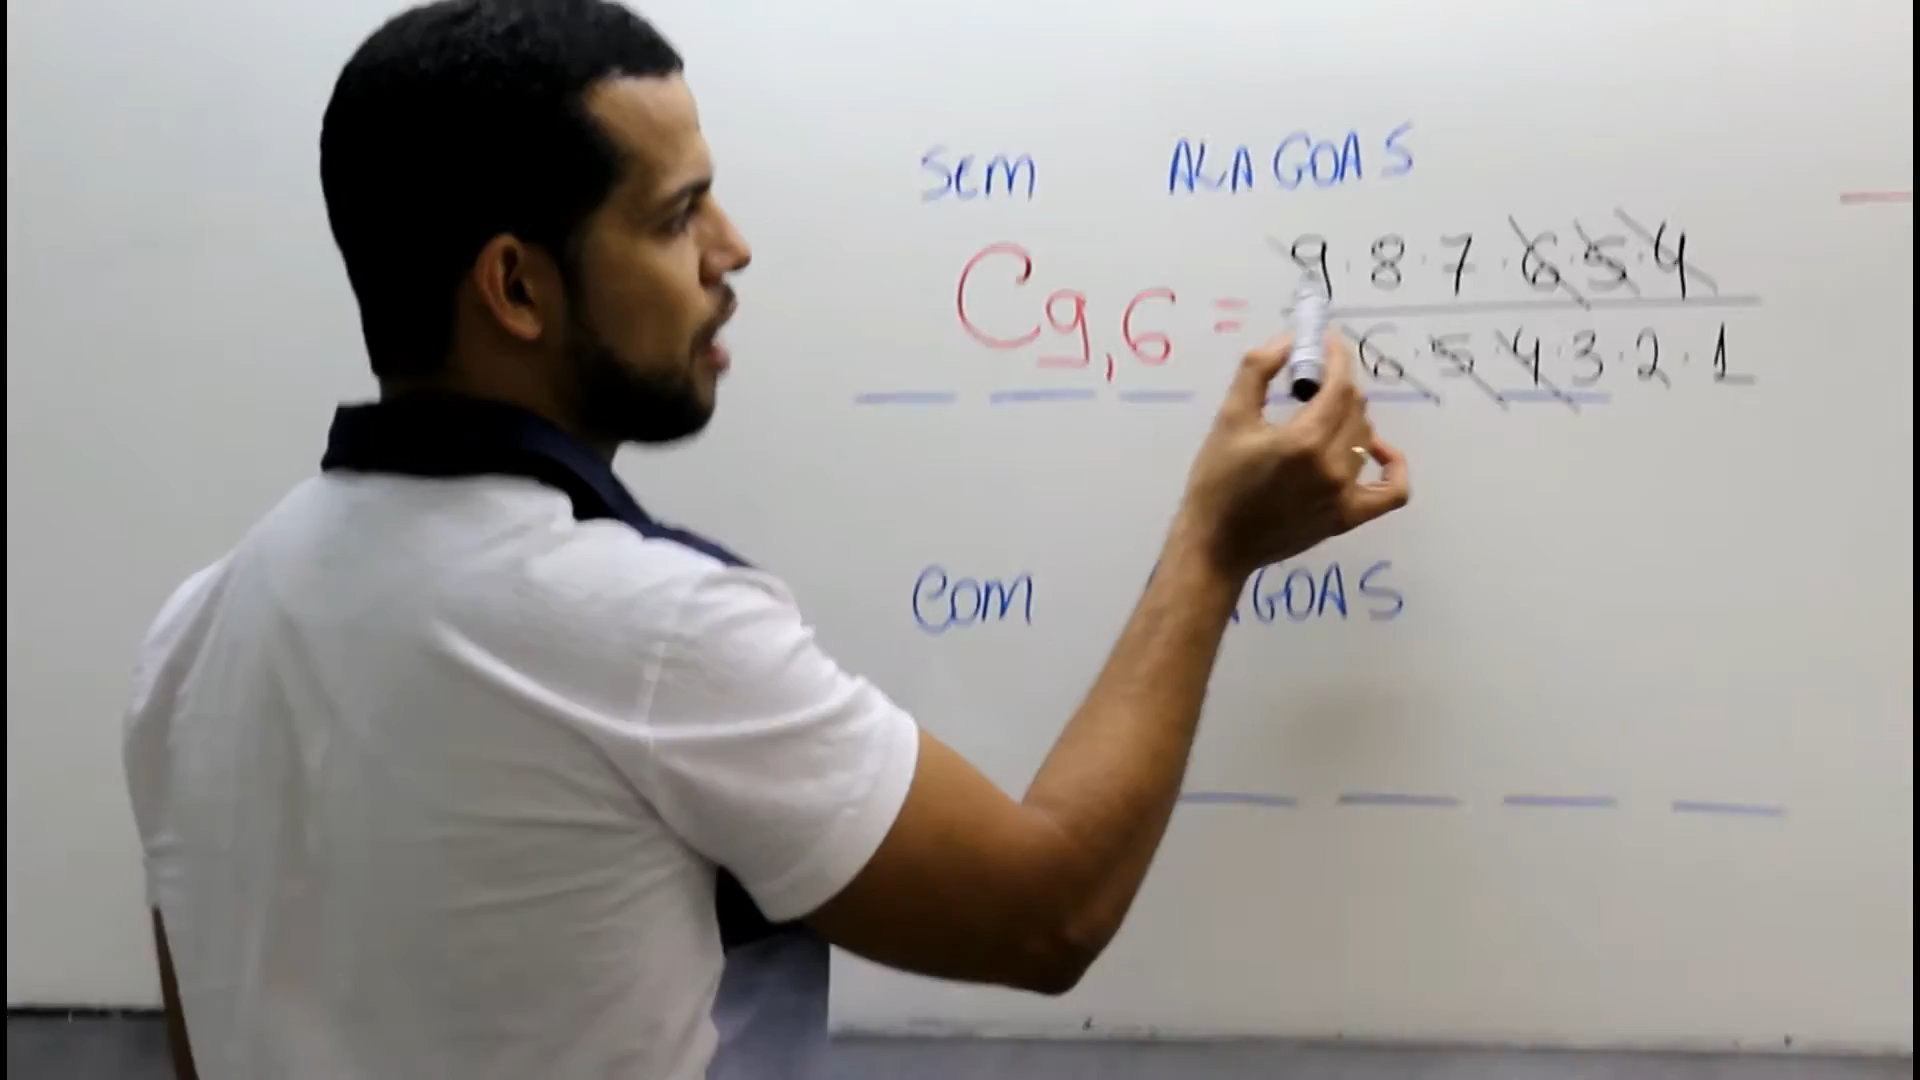 Sem ALAGOAS
9.8.7.6.5.4
C9,6 =
6.5.4.3.2.1
Com GOAS